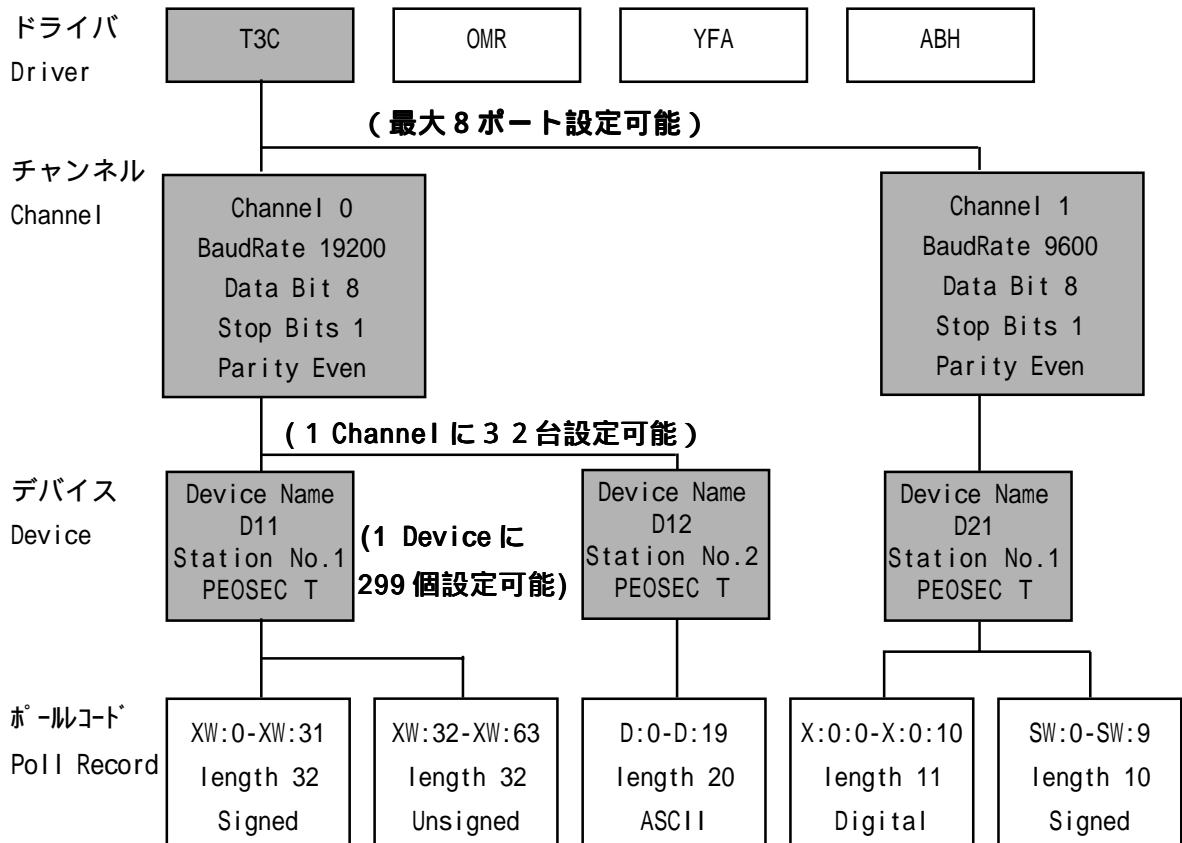 ドライバ
Driver
T3C
OMR
YFA
ABH
(最大8ポート設定可能)
チャンネル
Channel
Channel 0
BaudRate 19200
Data Bit 8
Stop Bits 1
Parity Even
Channel 1
BaudRate 9600
Data Bit 8
Stop Bits 1
Parity Even
(1 Channelに32台設定可能)
デバイス
Device
Device Name
D11
Station No.1
PEOSEC T
(1 Deviceに
299個設定可能)
Device Name
D12
Station No.2
PEOSEC T
Device Name
D21
Station No.1
PEOSEC T
ポールレコード
Poll Record
XW:0-XW:31
length 32
Signed
XW:32-XW:63
length 32
Unsigned
D:0-D:19
length 20
ASCII
X:0:0-X:0:10
length 11
Digital
SW:0-SW:9
length 10
Signed